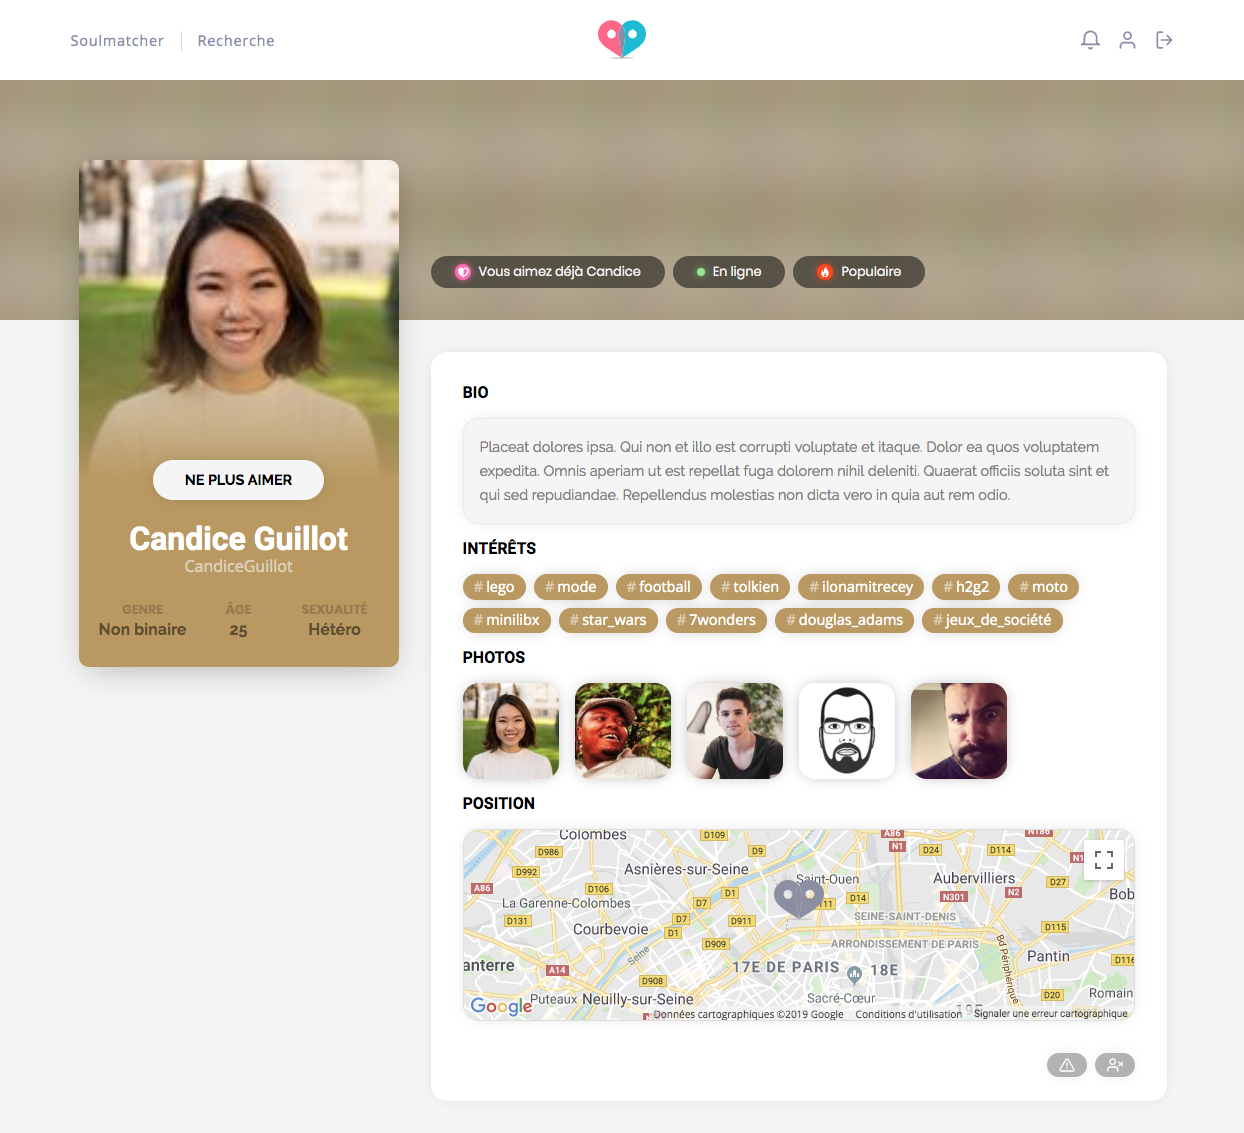 Soulmatcher
Recherche
Vous aimez déjà Candice
En ligne
Populaire
NE PLUS AIMER
Candice Guillot
CandiceGuillot
GENRE ÂGE SEXUALITÉ
Non binaire 25 Hétéro
BIO
Placeat dolores ipsa. Qui non et illo est corrupti voluptate et itaque. Dolor ea quos voluptatem
expedita. Omnis aperiam ut est repellat fuga dolorem nihil deleniti. Quaerat officiis soluta sint et
qui sed repudiandae. Repellendus molestias non dicta vero in quia aut rem odio.
INTÉRÊTS
#lego #mode #football #tolkien #ilonamitrecey #h2g2 #moto
#minilibx #star_wars #7wonders #douglas_adams #jeux_de_société
PHOTOS
POSITION
Colombes D109 A86
D986 D9 N1 D24 D114
D992 Asnières-sur-Seine Saint-Ouen Aubervilliers D27
A86 D106 D1 D14 N301 N2 Bob
La Garenne-Colombes D7
D131 D7 D911 SEINE-SAINT-DENIS
Courbevoie D1 D115
D909 ARRONDISSEMENT DE PARIS
Seine Bd Périphérique Pantin D116
anterre A14 17E DE PARIS 18E
D908
Puteaux Neuilly-sur-Seine Sacré-Cœur D20 Romain
19E
Google
Données cartographiques ©2019 Google Conditions d'utilisation Signaler une erreur cartographique